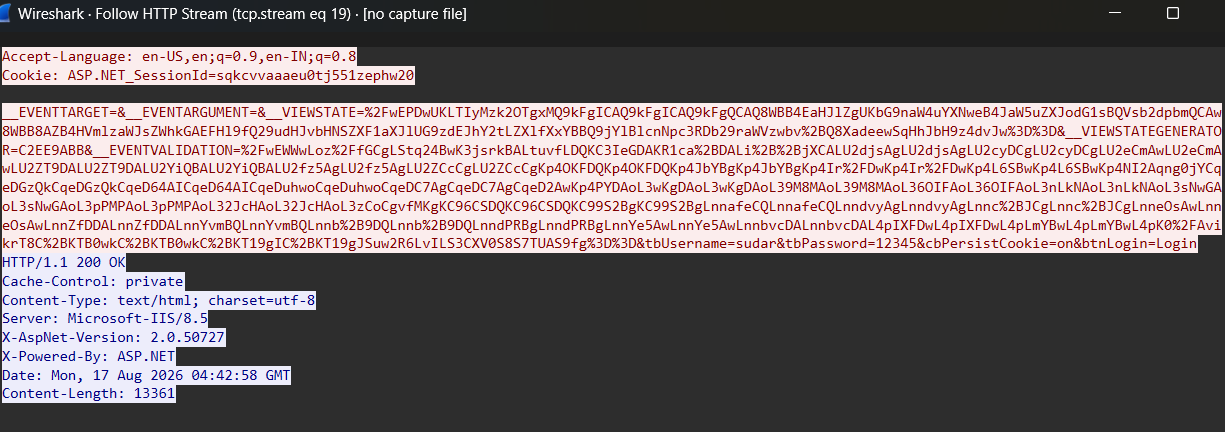 Wireshark · Follow HTTP Stream (tcp.stream eq 19) · [no capture file]
Accept-Language: en-US,en;q=0.9,en-IN;q=0.8
Cookie: ASP.NET_SessionId=sqkcvvaaaeu0tj551zephw20
__EVENTTARGET=&__EVENTARGUMENT=&__VIEWSTATE=%2FwEPDwUKLTIyMzk2OTgxMQ9kFgICAQ9kFgICAQ9kFgQCAQ8WBB4EaHJlZgUKbG9naW4uYXNweB4JaW5uZXJodG1sBQVsb2dpbmQCAw
8WBB8AZB4HVmlzaWJsZWhkGAEFHl9fQ29udHJvbHNSZXF1aXJlUG9zdEJhY2tLZXlfXxYBBQ9jYlBlcnNpc3RDb29raWVzwbv%2BQ8XadeewSqHhJbH9z4dvJw%3D%3D&__VIEWSTATEGENERATO
R=C2EE9ABB&__EVENTVALIDATION=%2FwEWWwLoz%2FfGCgLStq24BwK3jsrkBALtuvfLDQKC3IeGDAKR1ca%2BDALi%2B%2BjXCALU2djsAgLU2djsAgLU2cyDCgLU2cyDCgLU2eCmAwLU2eCmA
wLU2ZT9DALU2ZT9DALU2YiQBALU2YiQBALU2fz5AgLU2fz5AgLU2ZCcCgLU2ZCcCgKp4OKFDQKp4OKFDQKp4JbYBgKp4JbYBgKp4Ir%2FDwKp4Ir%2FDwKp4L6SBwKp4L6SBwKp4NI2Aqng0jYCq
eDGzQkCqeDGzQkCqeD64AICqeD64AICqeDuhwoCqeDuhwoCqeDC7AgCqeDC7AgCqeD2AwKp4PYDAoL3wKgDAoL3wKgDAoL39M8MAoL39M8MAoL36OIFAoL36OIFAoL3nLkNAoL3nLkNAoL3sNwGA
oL3sNwGAoL3pPMPAoL3pPMPAoL32JcHAoL32JcHAoL3zCoCgvfMKgKC96CSDQKC96CSDQKC99S2BgKC99S2BgLnnafeCQLnnafeCQLnndvyAgLnndvyAgLnnc%2BJCgLnnc%2BJCgLnneOsAwLnn
eOsAwLnnZfDDALnnZfDDALnnYvmBQLnnYvmBQLnnb%2B9DQLnnb%2B9DQLnndPRBgLnndPRBgLnnYe5AwLnnYe5AwLnnbvcDALnnbvcDAL4pIXFDwL4pIXFDwL4pLmYBwL4pLmYBwL4pK0%2FAvi
krT8C%2BKTB0wkC%2BKTB0wkC%2BKT19gIC%2BKT19gJSuw2R6LvILS3CXV0S8S7TUAS9fg%3D%3D&tbUsername=sudar&tbPassword=12345&cbPersistCookie=on&btnLogin=Login
HTTP/1.1 200 OK
Cache-Control: private
Content-Type: text/html; charset=utf-8
Server: Microsoft-IIS/8.5
X-AspNet-Version: 2.0.50727
X-Powered-By: ASP.NET
Date: Mon, 17 Aug 2026 04:42:58 GMT
Content-Length: 13361